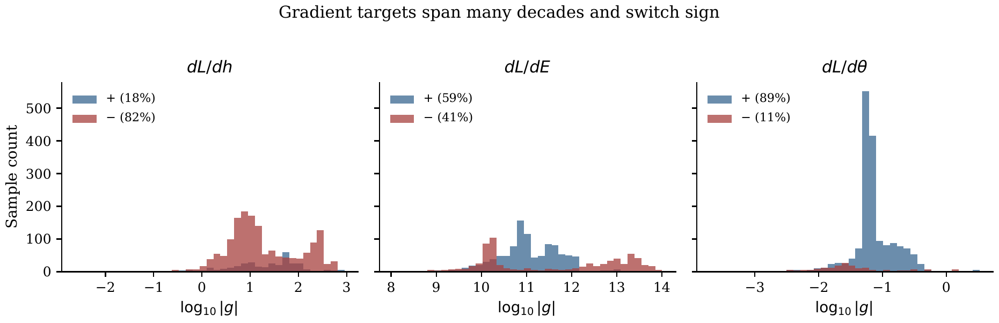 Gradient targets span many decades and switch sign
dL/dh
dL/dE
dL/dθ
+ (18%)
− (82%)
+ (59%)
− (41%)
+ (89%)
− (11%)
Sample count
500
400
300
200
100
0
−2 −1 0 1 2 3
8 9 10 11 12 13 14
−3 −2 −1 0
log₁₀ |g|
log₁₀ |g|
log₁₀ |g|